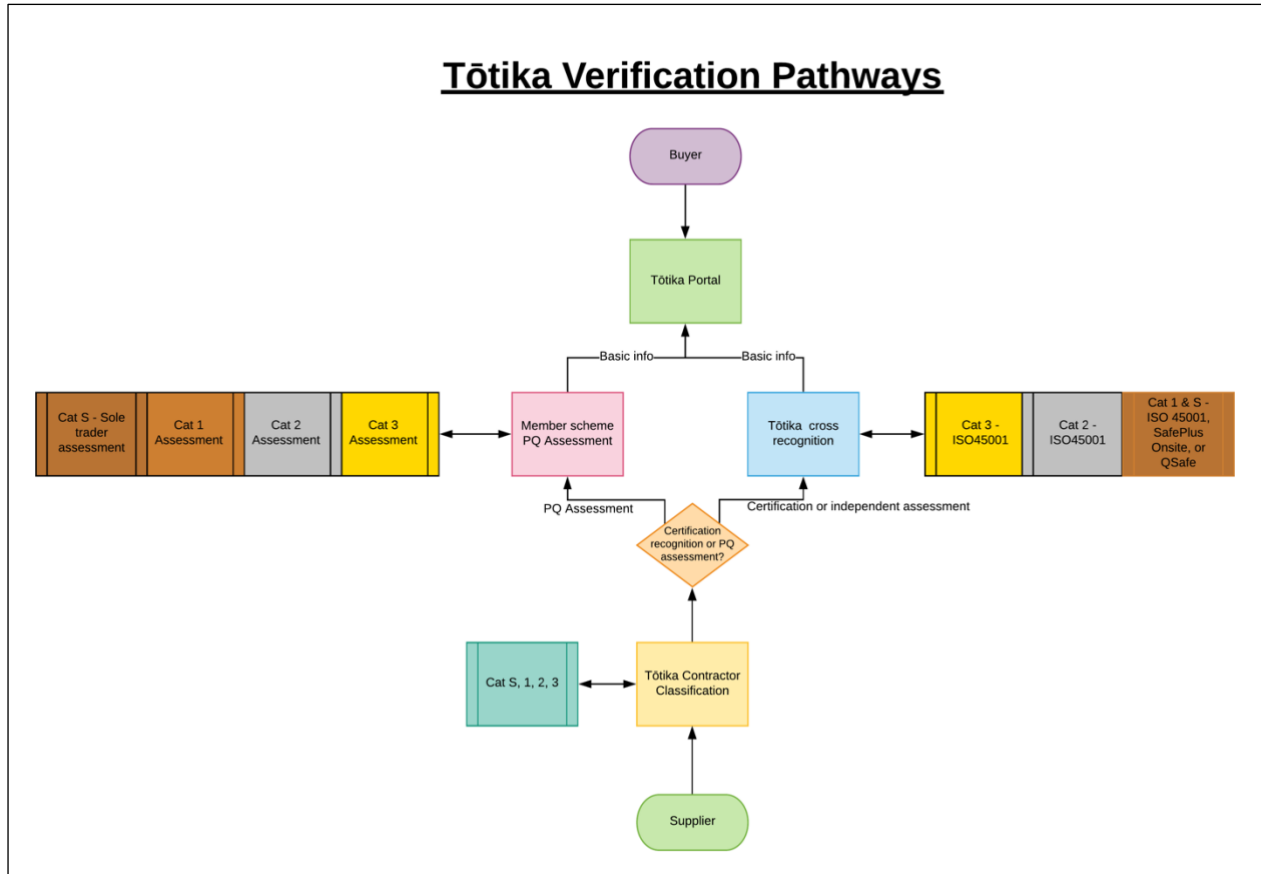 Tōtika Verification Pathways
Buyer
Tōtika Portal
Basic info
Basic info
Cat S - Sole
trader
assessment
Cat 1
Assessment
Cat 2
Assessment
Cat 3
Assessment
Member scheme
PQ Assessment
Tōtika cross
recognition
Cat 3 -
ISO45001
Cat 2 -
ISO45001
Cat 1 & S -
ISO 45001,
SafePlus
Onsite, or
QSafe
PQ Assessment
Certification or independent assessment
Certification
recognition or PQ
assessment?
Cat S, 1, 2, 3
Tōtika Contractor
Classification
Supplier